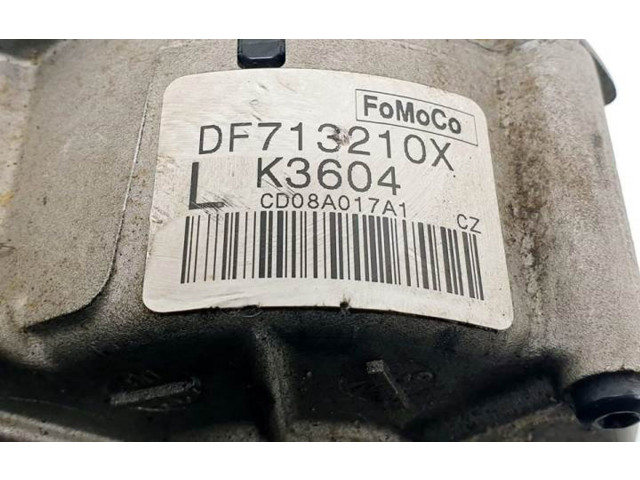 FoMoCo
DF713210X
L K3604
CD08A017A1
CZ